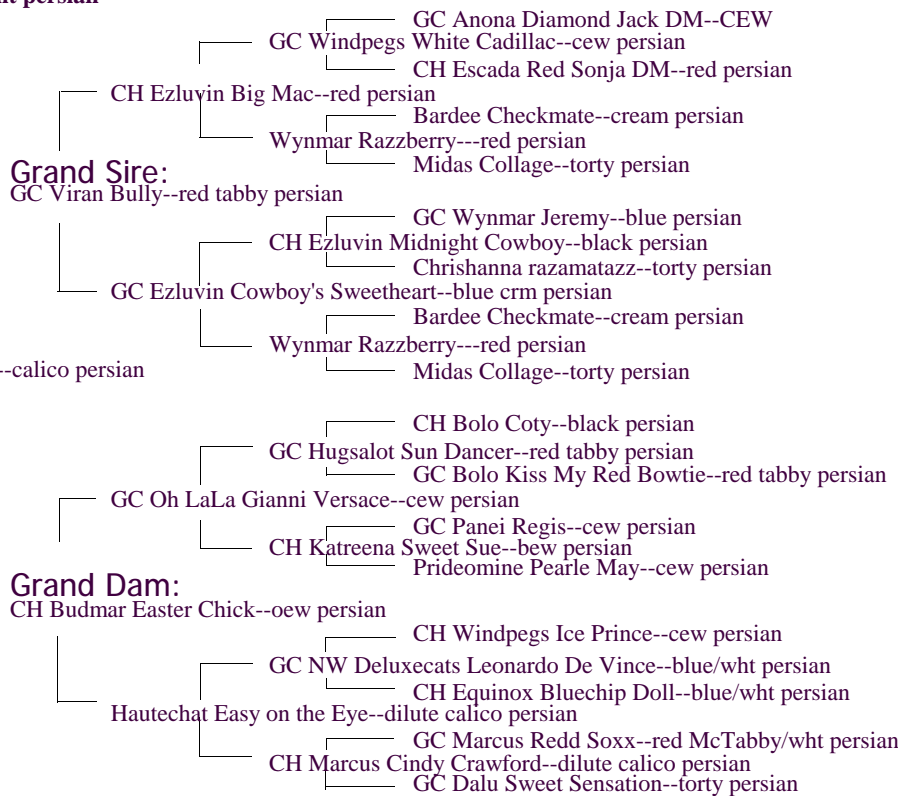 nt persian
GC Anona Diamond Jack DM--CEW
GC Windpegs White Cadillac--cew persian
CH Escada Red Sonja DM--red persian
CH Ezluvin Big Mac--red persian
Bardee Checkmate--cream persian
Wynmar Razzberry---red persian
Midas Collage--torty persian
Grand Sire:
GC Viran Bully--red tabby persian
GC Wynmar Jeremy--blue persian
CH Ezluvin Midnight Cowboy--black persian
Chrishanna razamatazz--torty persian
GC Ezluvin Cowboy's Sweetheart--blue crm persian
Bardee Checkmate--cream persian
Wynmar Razzberry---red persian
Midas Collage--torty persian
--calico persian
CH Bolo Coty--black persian
GC Hugsalot Sun Dancer--red tabby persian
GC Bolo Kiss My Red Bowtie--red tabby persian
GC Oh LaLa Gianni Versace--cew persian
GC Panei Regis--cew persian
CH Katreena Sweet Sue--bew persian
Prideomine Pearle May--cew persian
Grand Dam:
CH Budmar Easter Chick--oew persian
CH Windpegs Ice Prince--cew persian
GC NW Deluxecats Leonardo De Vince--blue/wht persian
CH Equinox Bluechip Doll--blue/wht persian
Hautechat Easy on the Eye--dilute calico persian
GC Marcus Redd Soxx--red McTabby/wht persian
CH Marcus Cindy Crawford--dilute calico persian
GC Dalu Sweet Sensation--torty persian